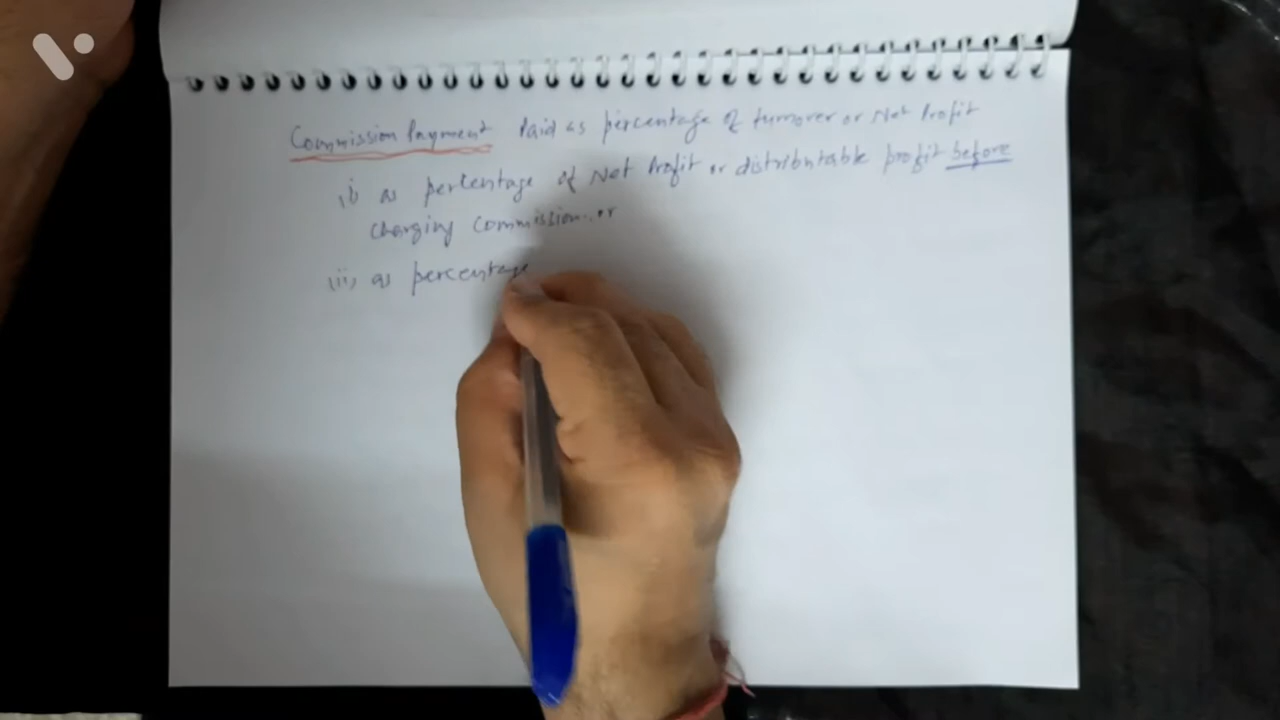 Commission Payment Paid as percentage of turnover or Net Profit
(i) as percentage of Net Profit or distributable profit before
charging Commission. or
(ii) as percentage